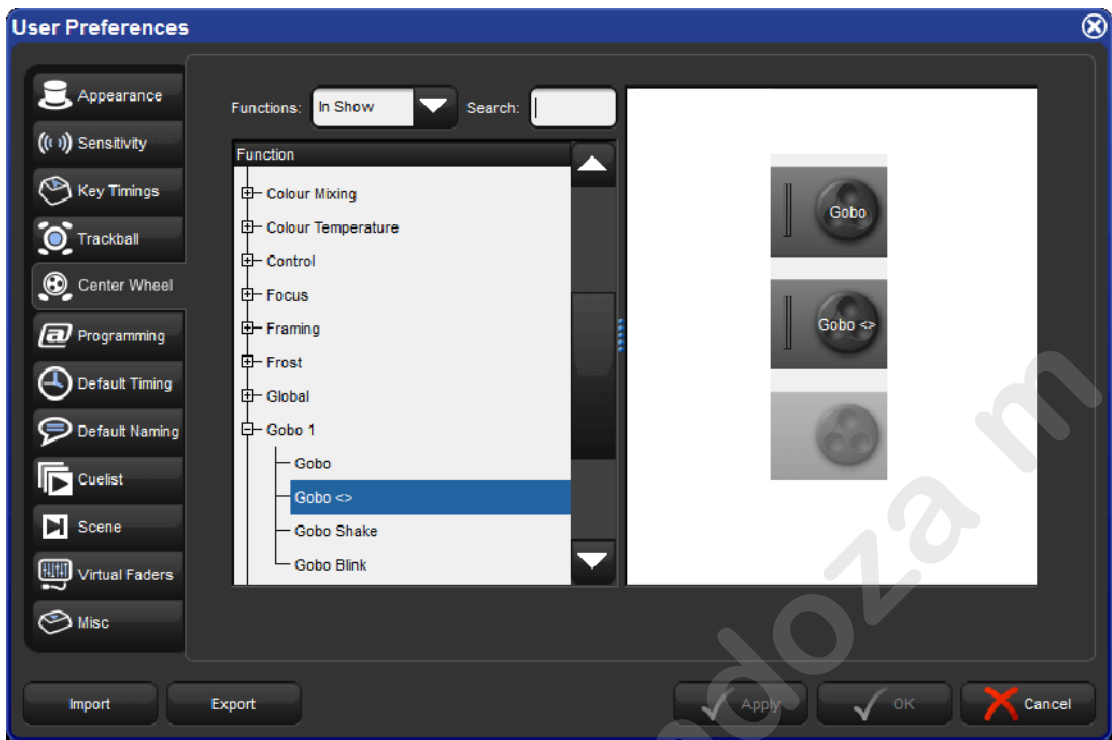 User Preferences
Appearance
Sensitivity
Key Timings
Trackball
Center Wheel
Programming
Default Timing
Default Naming
Cuelist
Scene
Virtual Faders
Misc
Functions: In Show Search:
Function
Colour Mixing
Colour Temperature
Control
Focus
Framing
Frost
Global
Gobo 1
Gobo
Gobo <>
Gobo Shake
Gobo Blink
Gobo
Gobo <>
Import Export Apply OK Cancel